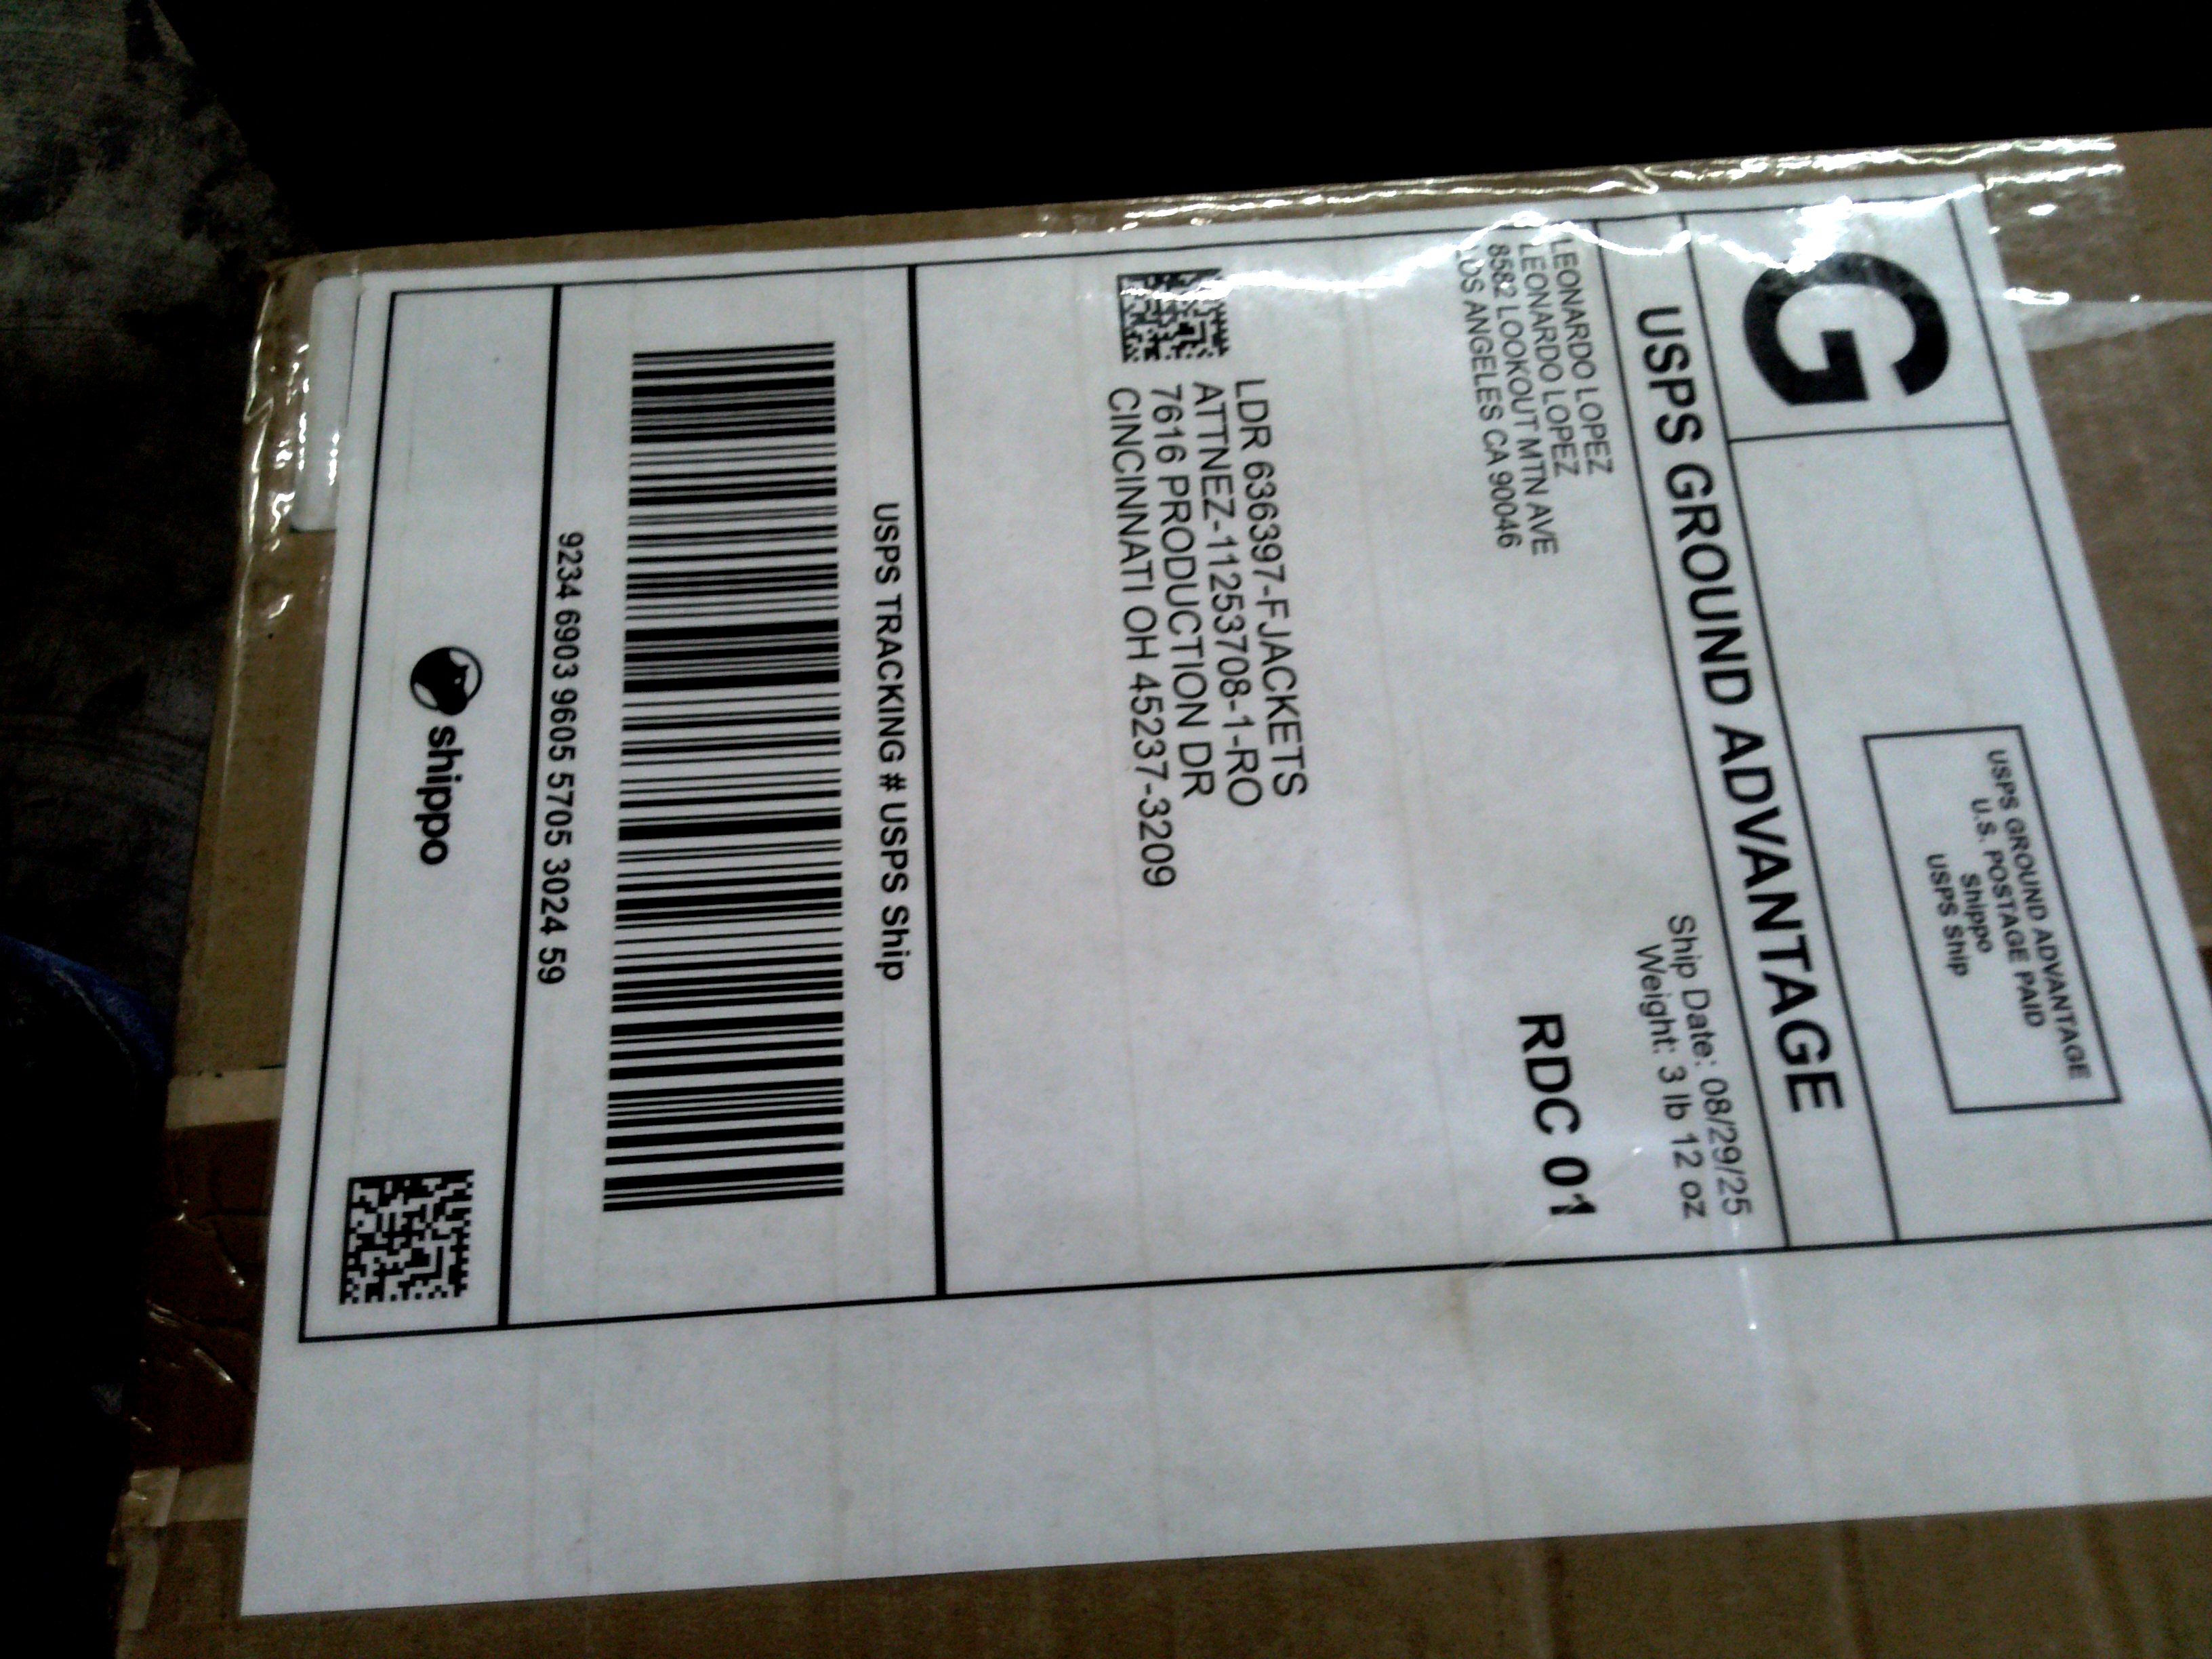 G
USPS GROUND ADVANTAGE
U.S. POSTAGE PAID
Shippo
USPS Ship
USPS GROUND ADVANTAGE
LEONARDO LOPEZ
LEONARDO LOPEZ
8582 LOOKOUT MTN AVE
LOS ANGELES CA 90046
Ship Date: 08/29/25
Weight: 3 lb 12 oz
RDC 01
LDR 636397-FJACKETS
ATTNEZ-11253708-1-RO
7616 PRODUCTION DR
CINCINNATI OH 45237-3209
USPS TRACKING # USPS Ship
9234 6903 9605 5705 3024 59
shippo